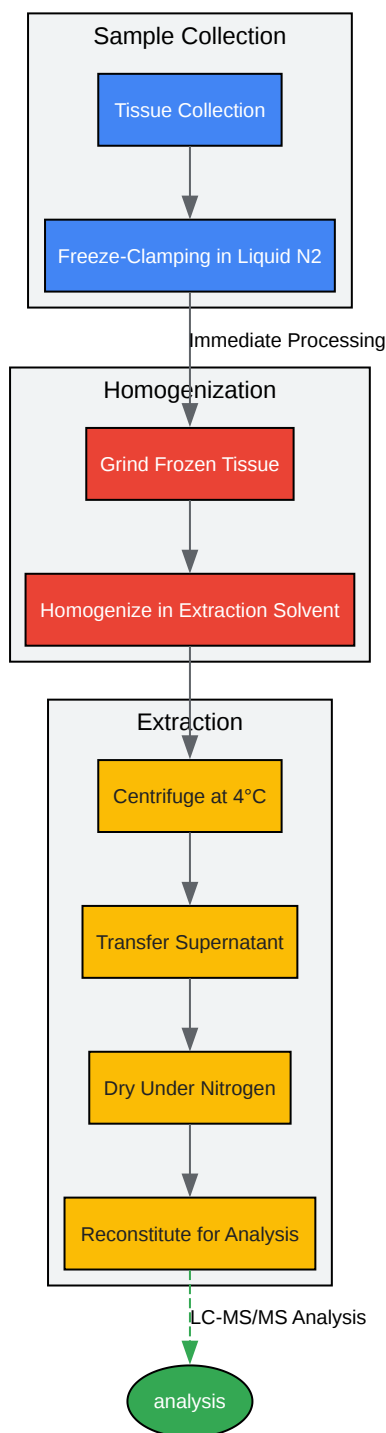 Sample Collection
Tissue Collection
Freeze-Clamping in Liquid N2
Immediate Processing
Homogenization
Grind Frozen Tissue
Homogenize in Extraction Solvent
Extraction
Centrifuge at 4°C
Transfer Supernatant
Dry Under Nitrogen
Reconstitute for Analysis
LC-MS/MS Analysis
analysis